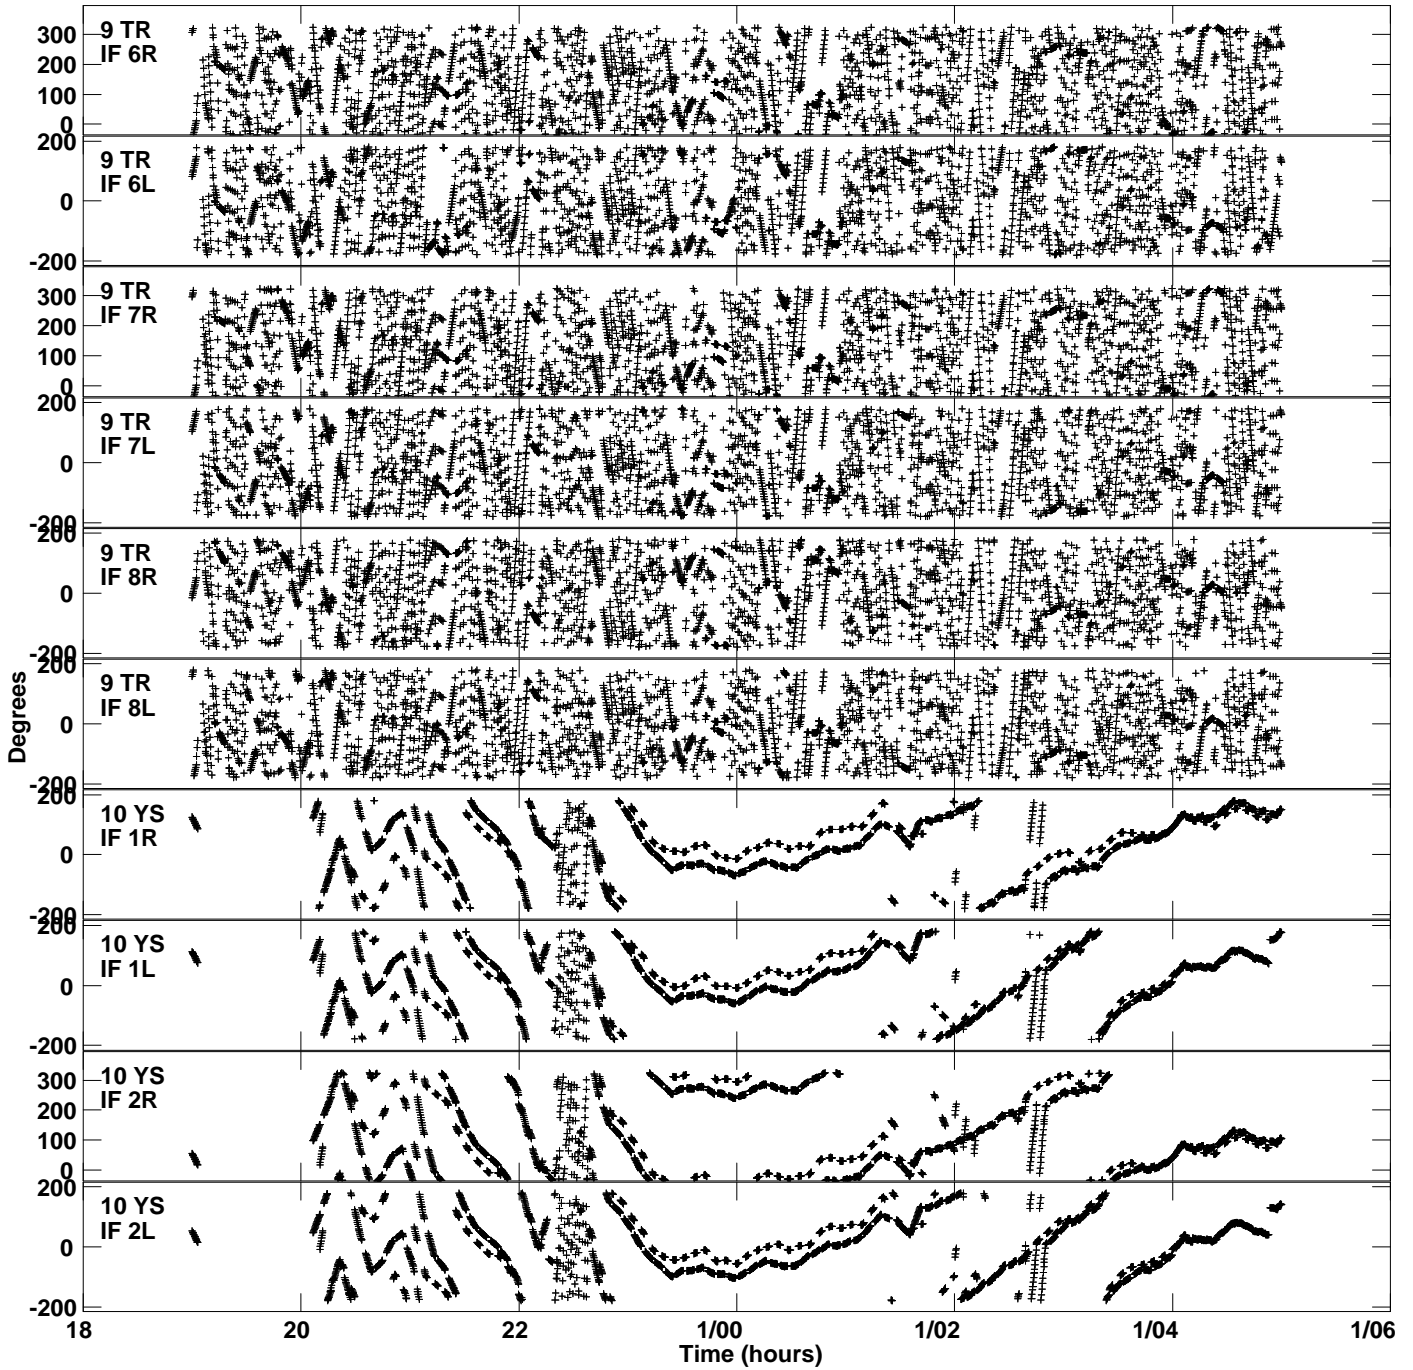 9 TR
IF 6R
300
200
100
0
9 TR
IF 6L
200
0
-200
9 TR
IF 7R
300
200
100
0
9 TR
IF 7L
200
0
-200
9 TR
IF 8R
200
0
-200
9 TR
IF 8L
200
0
-200
10 YS
IF 1R
200
0
-200
10 YS
IF 1L
200
0
-200
10 YS
IF 2R
300
200
100
0
10 YS
IF 2L
200
0
-200
Degrees
18 20 22 1/00 1/02 1/04 1/06
Time (hours)